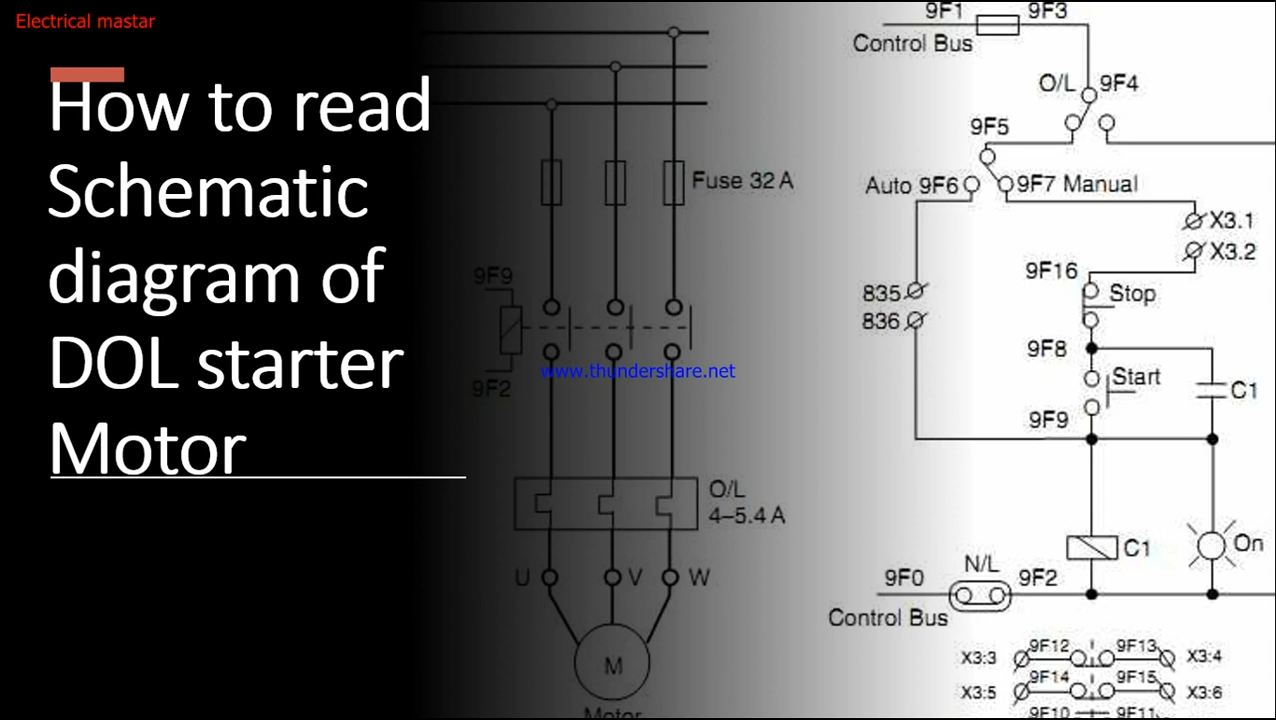 Electrical mastar
How to read
Schematic
diagram of
DOL starter
Motor
Fuse 32 A
9F9
9F2
www.thundershare.net
O/L
4–5.4 A
U
V
W
M
Motor
9F1
9F3
Control Bus
O/L
9F4
9F5
Auto 9F6
9F7 Manual
X3.1
X3.2
9F16
Stop
835
836
9F8
Start
C1
9F9
C1
On
N/L
9F0
9F2
Control Bus
X3:3
9F12
9F13
X3:4
X3:5
9F14
9F15
X3:6
9F10
9F11